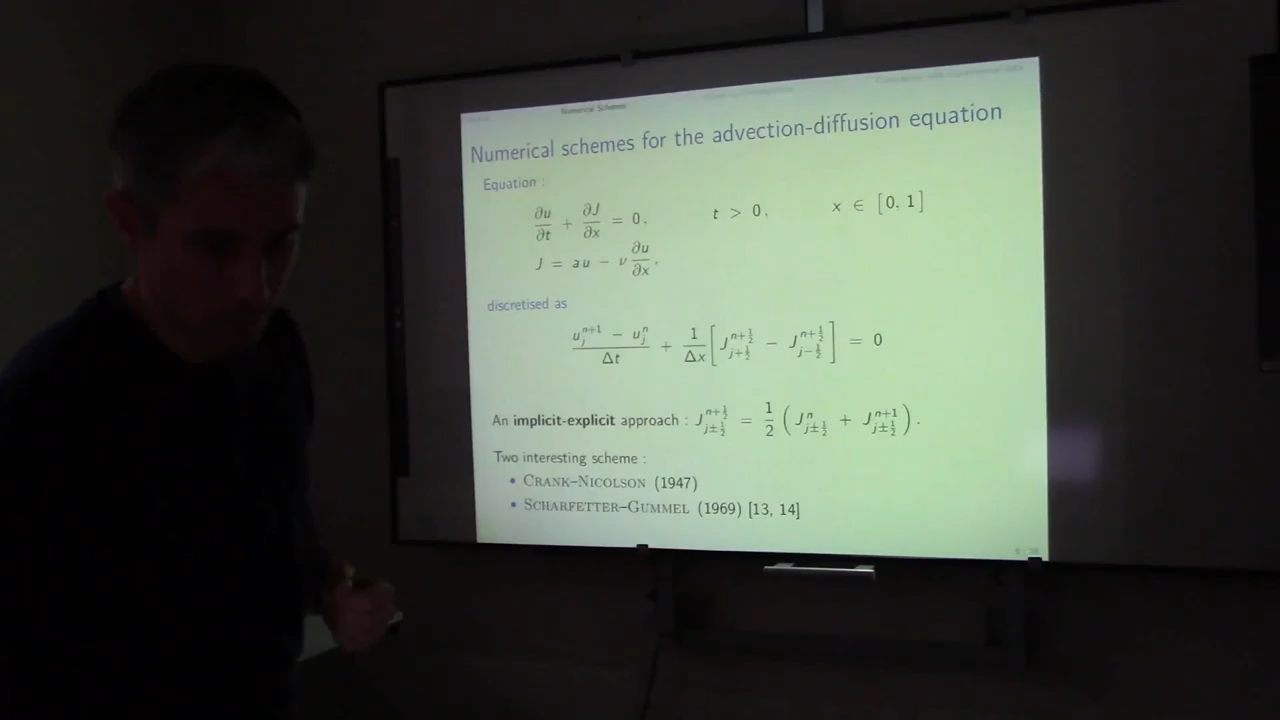 Numerical Schemes
Numerical schemes for the advection-diffusion equation
Equation :
∂u/∂t + ∂J/∂x = 0, t > 0, x ∈ [0, 1]
J = au − ν ∂u/∂x,
discretised as
(u_j^{n+1} − u_j^n)/Δt + 1/Δx [J_{j+1/2}^{n+1/2} − J_{j−1/2}^{n+1/2}] = 0
An implicit-explicit approach : J_{j±1/2}^{n+1/2} = 1/2 (J_{j±1/2}^n + J_{j±1/2}^{n+1}).
Two interesting scheme :
• CRANK–NICOLSON (1947)
• SCHARFETTER–GUMMEL (1969) [13, 14]